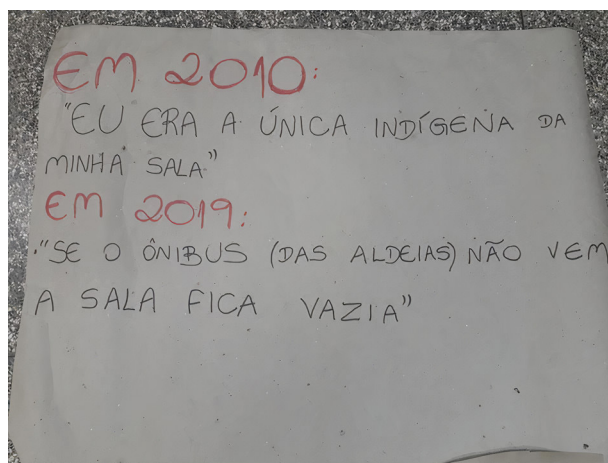 EM 2010:
"EU ERA A ÚNICA INDÍGENA DA
MINHA SALA"
EM 2019:
"SE O ÔNIBUS (DAS ALDEIAS) NÃO VEM
A SALA FICA VAZIA"